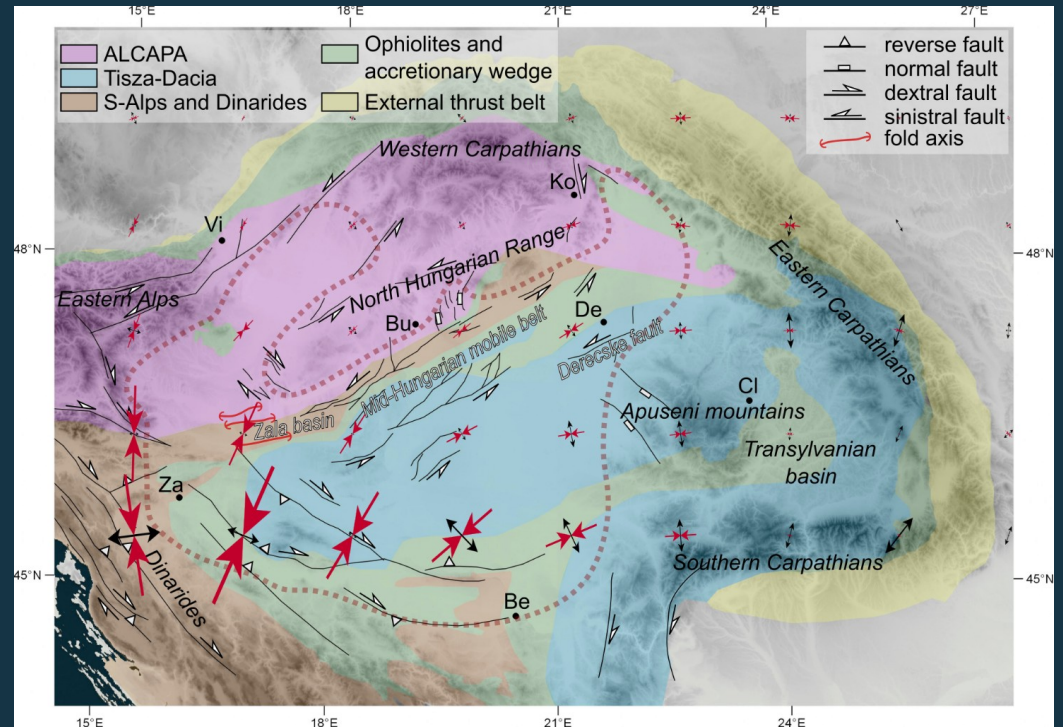 15°E
18°E
21°E
24°E
27°E
ALCAPA
Tisza-Dacia
S-Alps and Dinarides
Ophiolites and
accretionary wedge
External thrust belt
reverse fault
normal fault
dextral fault
sinistral fault
fold axis
Western Carpathians
Ko
Vi
48°N
48°N
North Hungarian Range
Eastern Alps
Eastern Carpathians
Bu
De
Mid-Hungarian mobile belt
Derecske fault
Cl
Apuseni mountains
Zala basin
Transylvanian
basin
Za
Dinarides
Southern Carpathians
45°N
45°N
Be
15°E
18°E
21°E
24°E